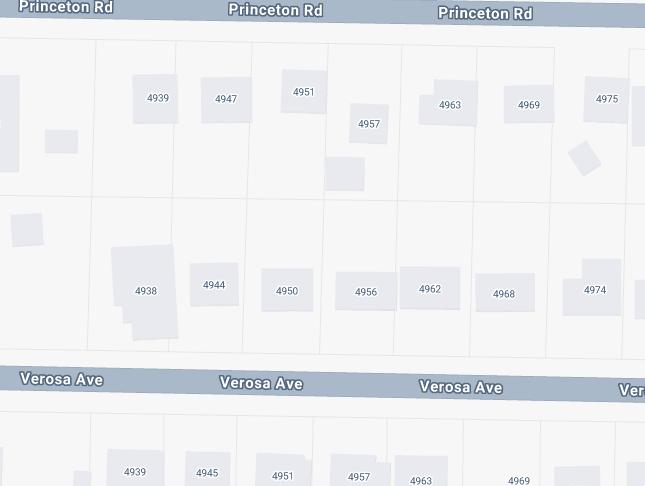 Princeton Rd Princeton Rd Princeton Rd
4939 4947 4951 4957 4963 4969 4975
4938 4944 4950 4956 4962 4968 4974
Verosa Ave Verosa Ave Verosa Ave Ver
4939 4945 4951 4957 4963 4969